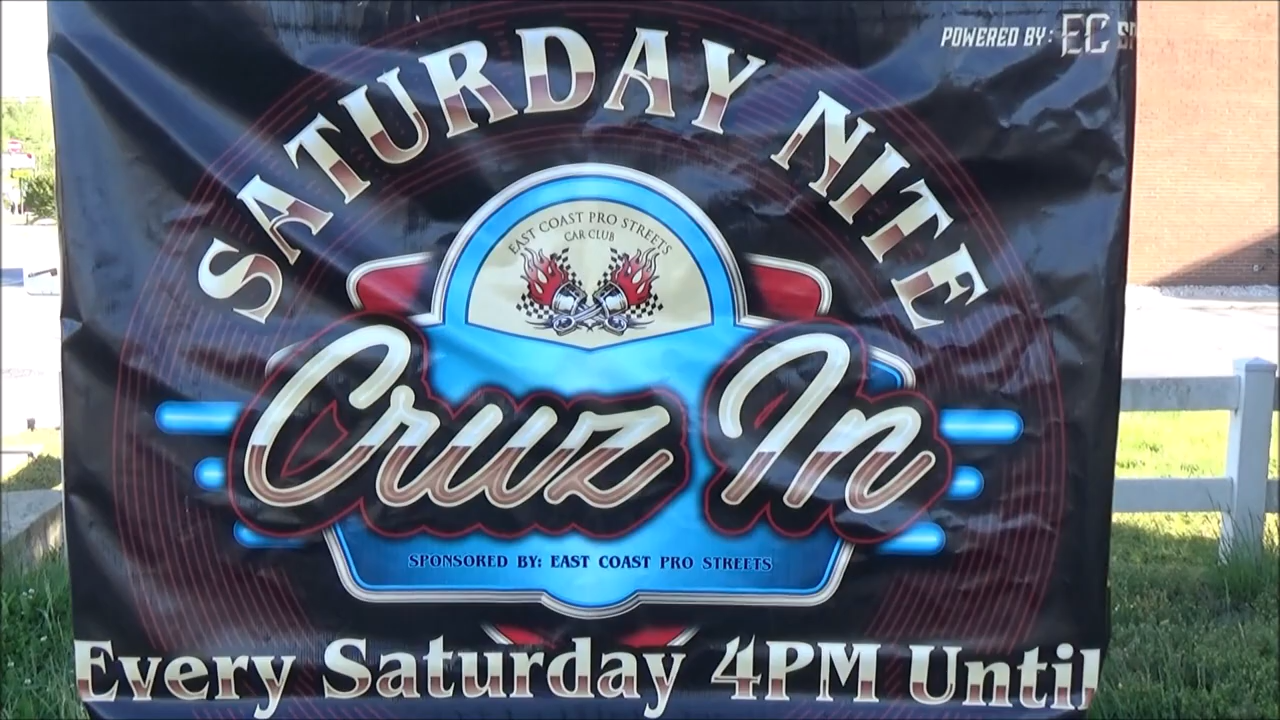 POWERED BY: EC
SATURDAY NITE
EAST COAST PRO STREETS
CAR CLUB
Cruz In
SPONSORED BY: EAST COAST PRO STREETS
Every Saturday 4PM Until